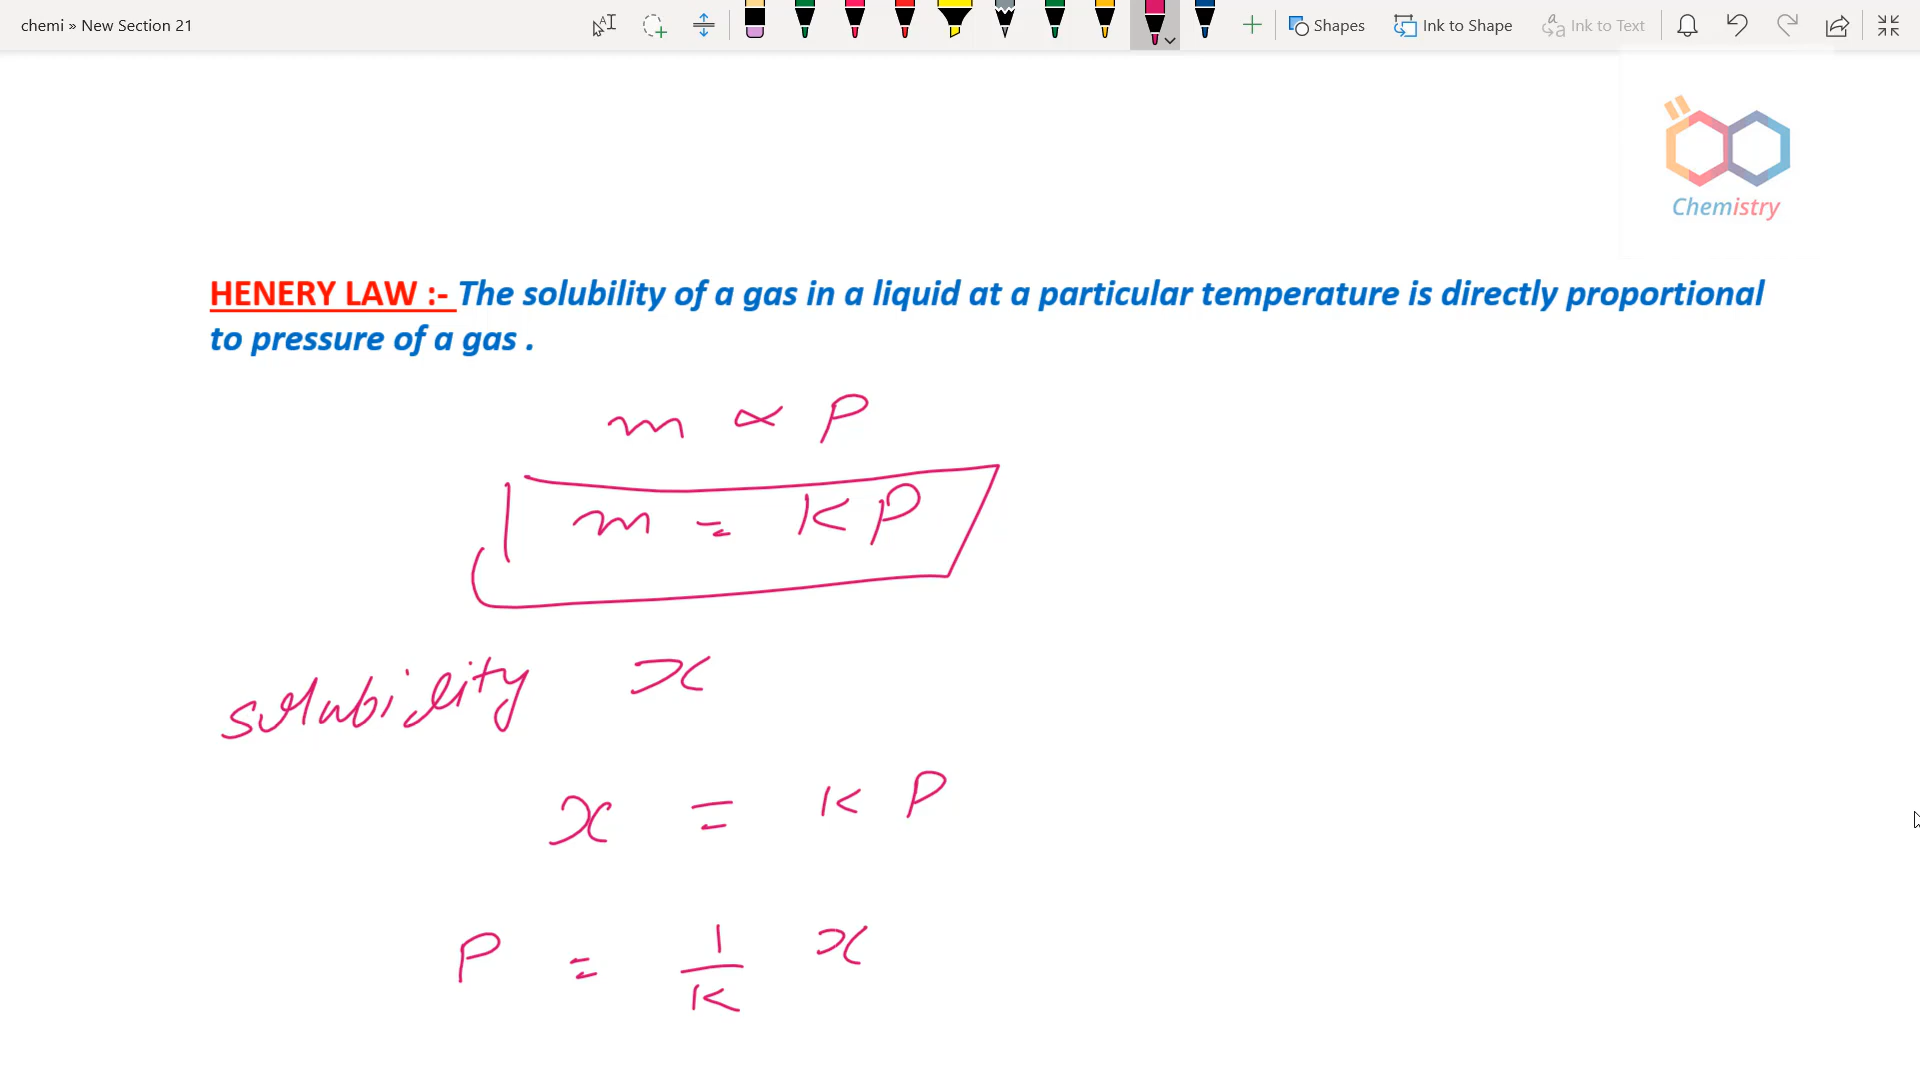 chemi » New Section 21
Shapes
Ink to Shape
Ink to Text
Chemistry
HENERY LAW :- The solubility of a gas in a liquid at a particular temperature is directly proportional
to pressure of a gas .
m ∝ P
m = KP
solubility x
x = K P
P = 1/K x